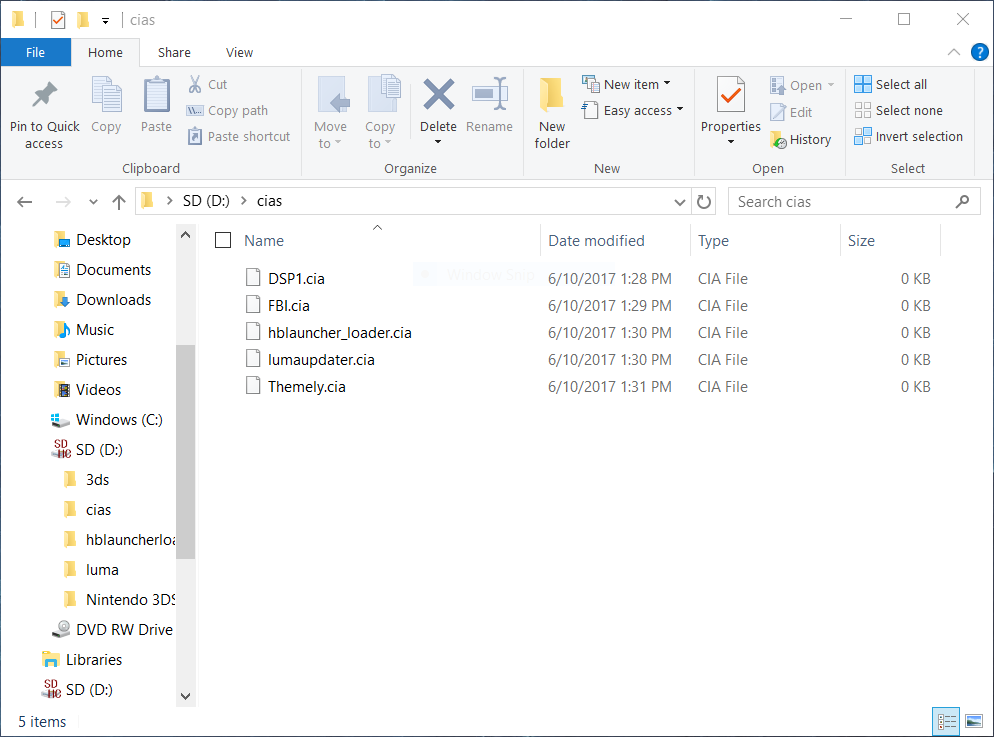 cias
File Home Share View
Pin to Quick access
Copy
Paste
Cut
Copy path
Paste shortcut
Clipboard
Move to
Copy to
Delete
Rename
Organize
New folder
New item
Easy access
New
Properties
Open
Edit
History
Open
Select all
Select none
Invert selection
Select
SD (D:) cias
Search cias
Desktop
Documents
Downloads
Music
Pictures
Videos
Windows (C:)
SD (D:)
3ds
cias
hblauncherloa
luma
Nintendo 3DS
DVD RW Drive
Libraries
SD (D:)
Name Date modified Type Size
Window Snip
DSP1.cia 6/10/2017 1:28 PM CIA File 0 KB
FBI.cia 6/10/2017 1:29 PM CIA File 0 KB
hblauncher_loader.cia 6/10/2017 1:30 PM CIA File 0 KB
lumaupdater.cia 6/10/2017 1:30 PM CIA File 0 KB
Themely.cia 6/10/2017 1:31 PM CIA File 0 KB
5 items